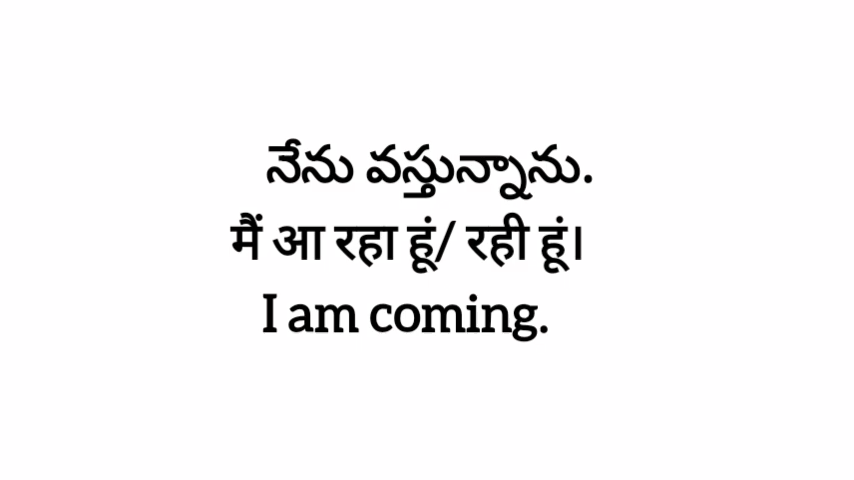 నేను వస్తున్నాను.
मैं आ रहा हूं/ रही हूं।
I am coming.